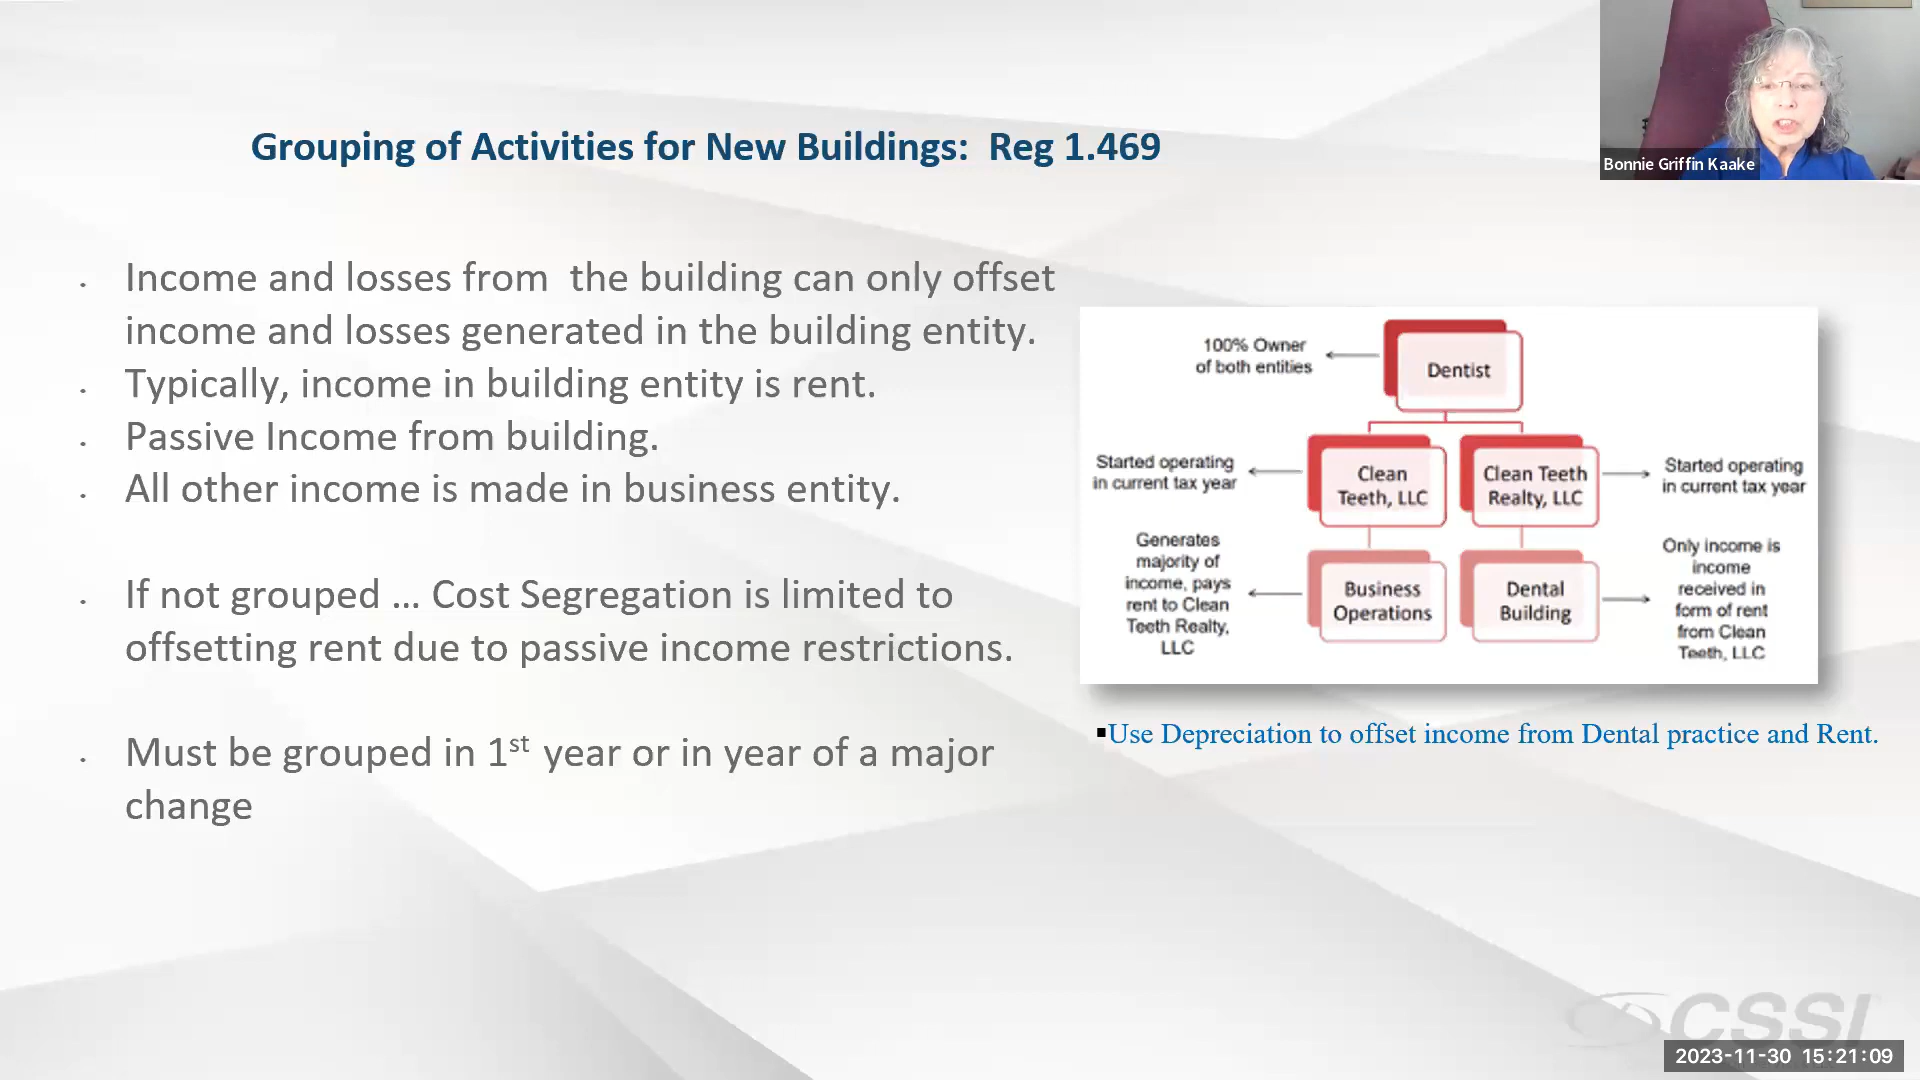 Bonnie Griffin Kaake
Grouping of Activities for New Buildings: Reg 1.469
· Income and losses from the building can only offset
income and losses generated in the building entity.
· Typically, income in building entity is rent.
· Passive Income from building.
· All other income is made in business entity.
· If not grouped … Cost Segregation is limited to
offsetting rent due to passive income restrictions.
· Must be grouped in 1st year or in year of a major
change
100% Owner
of both entities
Dentist
Started operating
in current tax year
Clean
Teeth, LLC
Clean Teeth
Realty, LLC
Started operating
in current tax year
Generates
majority of
income, pays
rent to Clean
Teeth Realty,
LLC
Business
Operations
Dental
Building
Only income is
income
received in
form of rent
from Clean
Teeth, LLC
▪Use Depreciation to offset income from Dental practice and Rent.
CSSI
2023-11-30 15:21:09